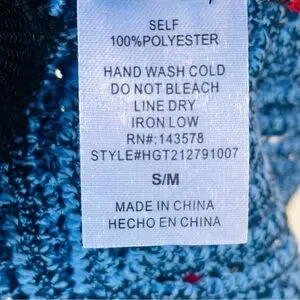 SELF
100%POLYESTER
HAND WASH COLD
DO NOT BLEACH
LINE DRY
IRON LOW
RN#:143578
STYLE#HGT212791007
S/M
MADE IN CHINA
HECHO EN CHINA